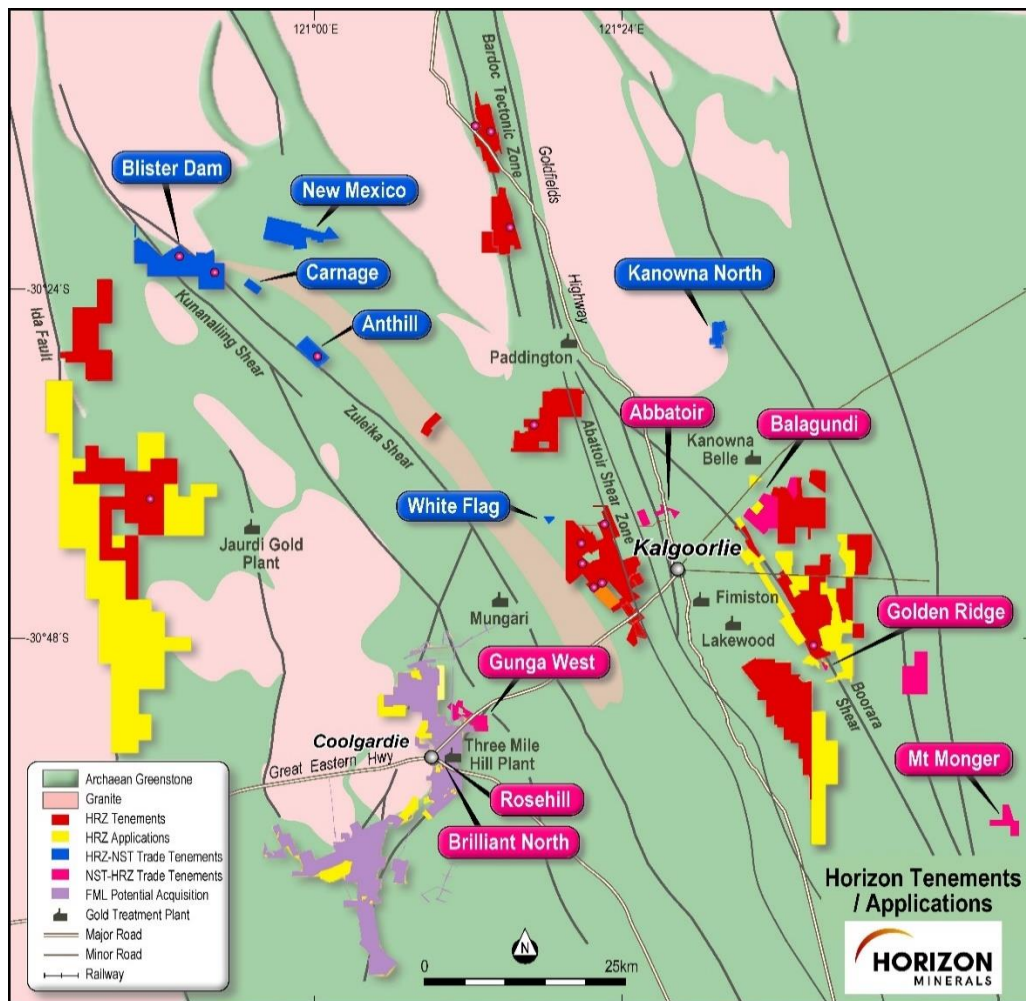 121°00'E
121°24'E
Bardoc Tectonic Zone
Goldfields
Highway
Blister Dam
New Mexico
Carnage
Kanowna North
-30°24'S
Ida Fault
Kunanalling Shear
Anthill
Paddington
Zuleika Shear
Abbatoir
Balagundi
Kanowna
Belle
Abattoir Shear Zone
White Flag
Kalgoorlie
Jaurdi Gold
Plant
Mungari
Fimiston
Lakewood
Golden Ridge
-30°48'S
Gunga West
Boorara
Shear
Coolgardie
Great Eastern Hwy
Three Mile
Hill Plant
Mt Monger
Rosehill
Brilliant North
Archaean Greenstone
Granite
HRZ Tenements
HRZ Applications
HRZ-NST Trade Tenements
NST-HRZ Trade Tenements
FML Potential Acquisition
Gold Treatment Plant
Major Road
Minor Road
Railway
N
0
25km
Horizon Tenements
/ Applications
HORIZON
MINERALS